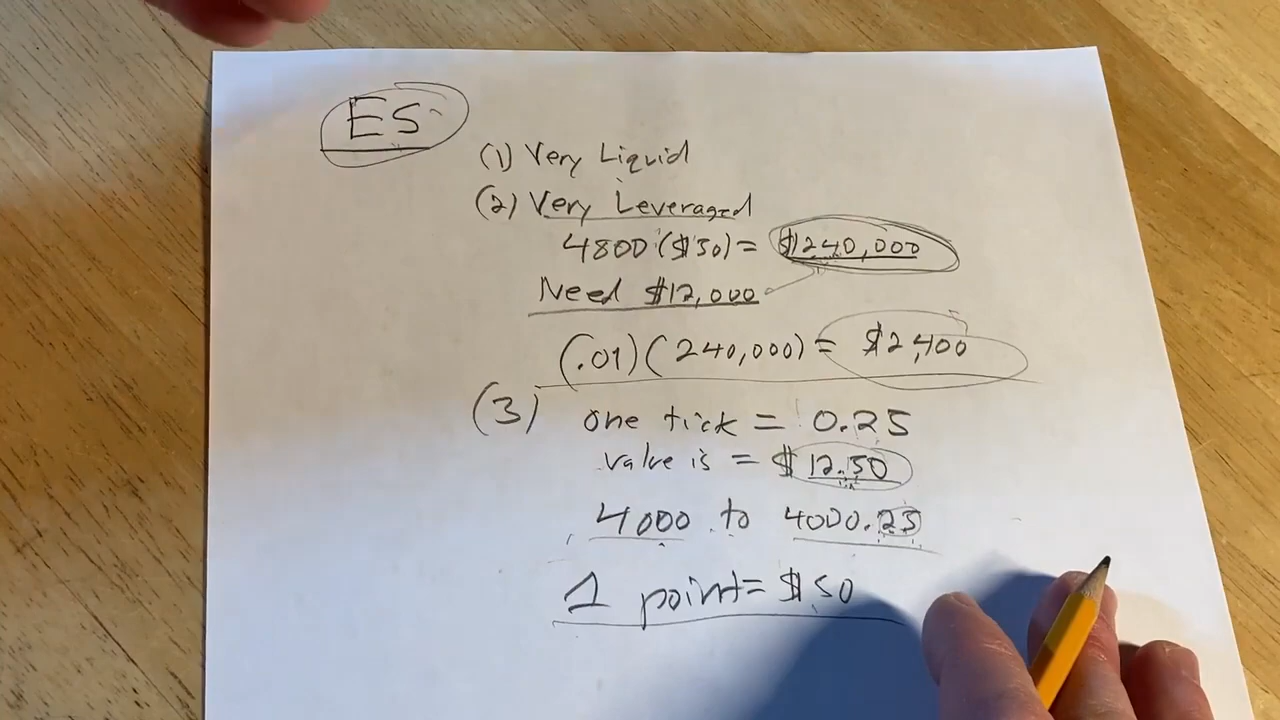 ES
(1) Very Liquid
(2) Very Leveraged
4800 ($50) = $240,000
Need $12,000
(.01)(240,000) = $2,400
(3) one tick = 0.25
value is = $12.50
4000 to 4000.25
1 point = $50